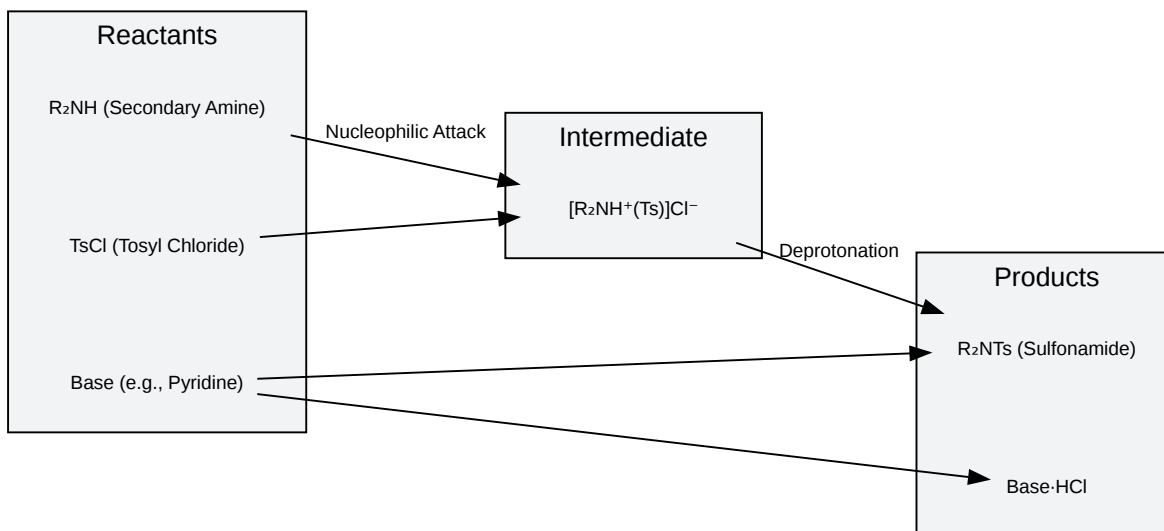 Reactants
R₂NH (Secondary Amine)
TsCl (Tosyl Chloride)
Base (e.g., Pyridine)
Nucleophilic Attack
Intermediate
[R₂NH⁺(Ts)]Cl⁻
Deprotonation
Products
R₂NTs (Sulfonamide)
Base·HCl